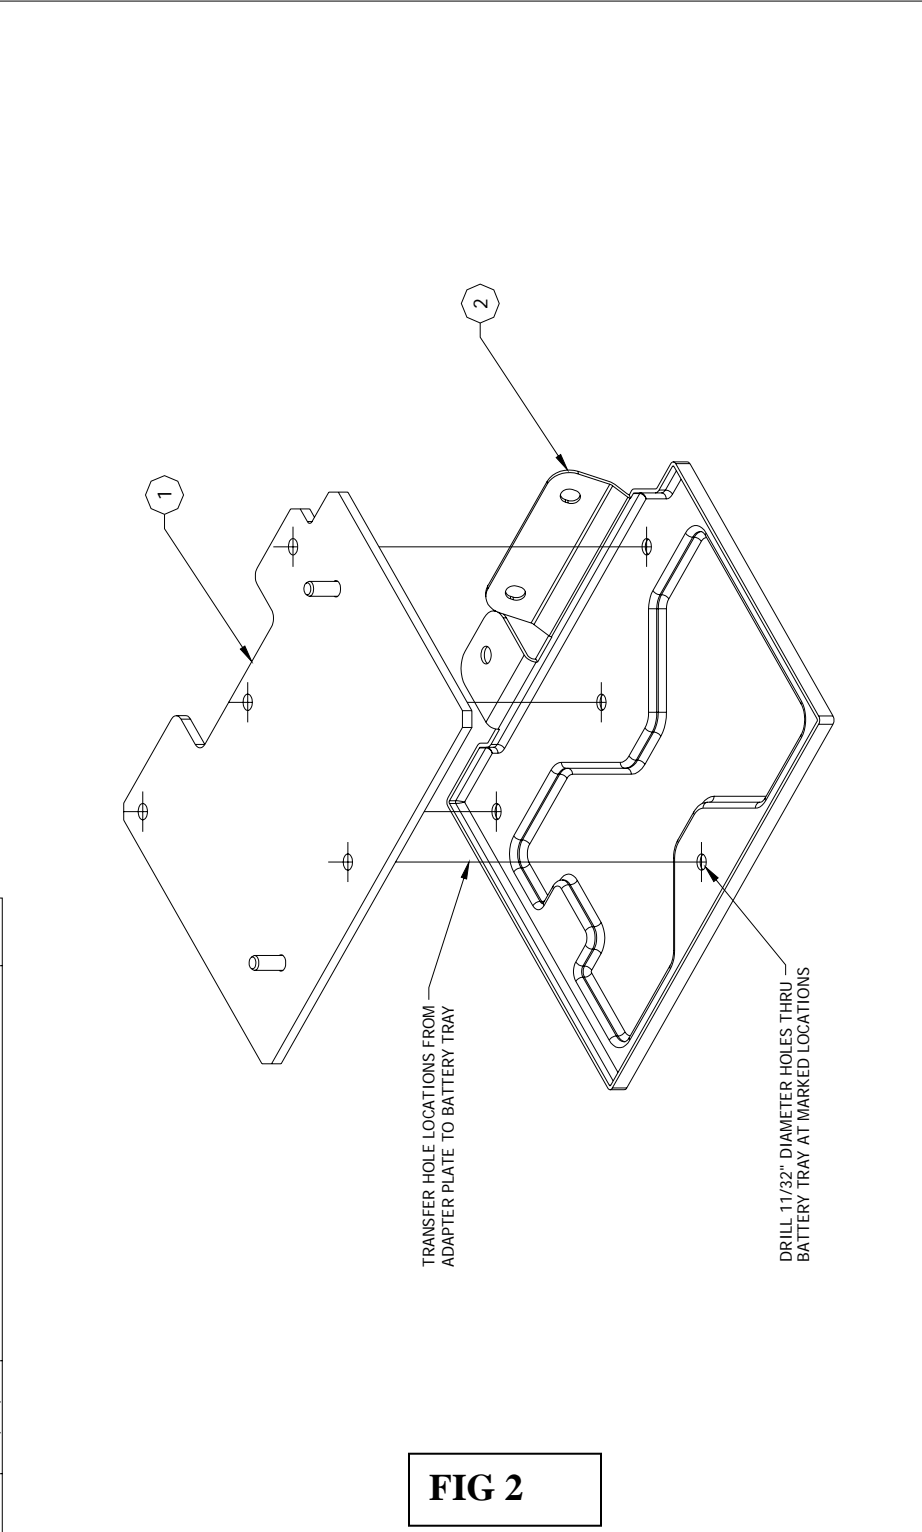 1
2
TRANSFER HOLE LOCATIONS FROM
ADAPTER PLATE TO BATTERY TRAY
DRILL 11/32" DIAMETER HOLES THRU
BATTERY TRAY AT MARKED LOCATIONS
FIG 2